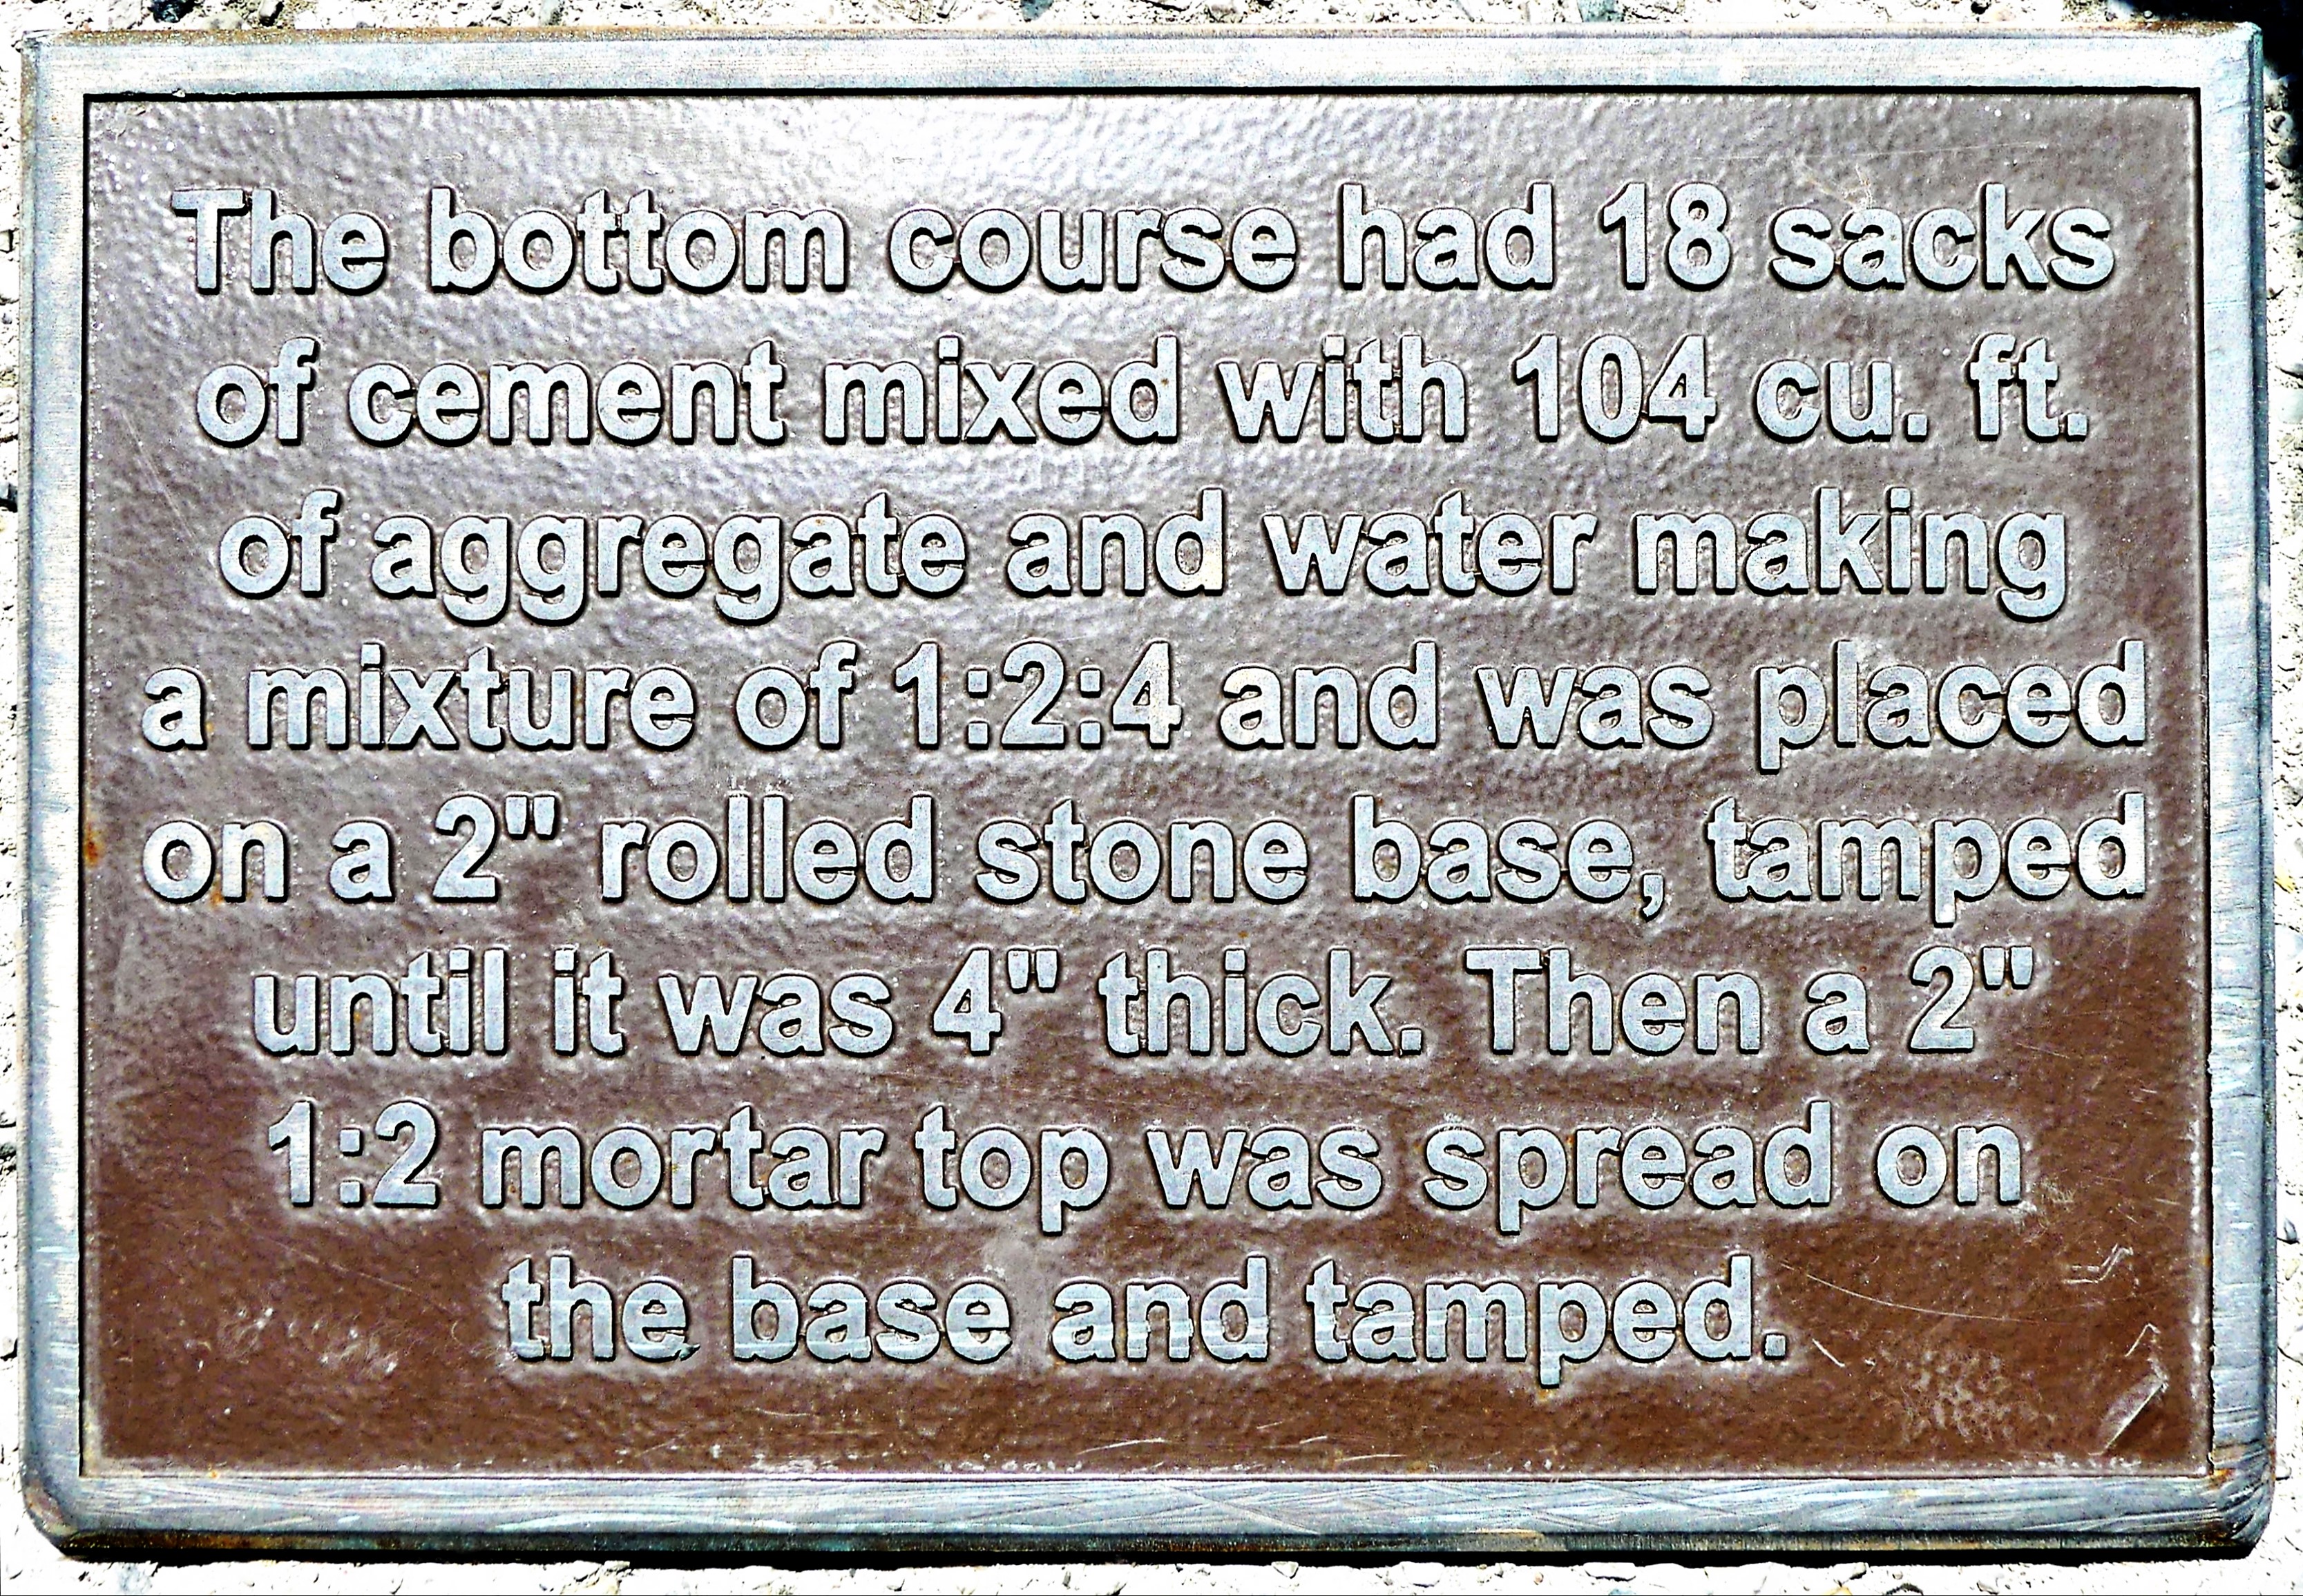 The bottom course had 18 sacks
of cement mixed with 104 cu. ft.
of aggregate and water making
a mixture of 1:2:4 and was placed
on a 2" rolled stone base, tamped
until it was 4" thick. Then a 2"
1:2 mortar top was spread on
the base and tamped.